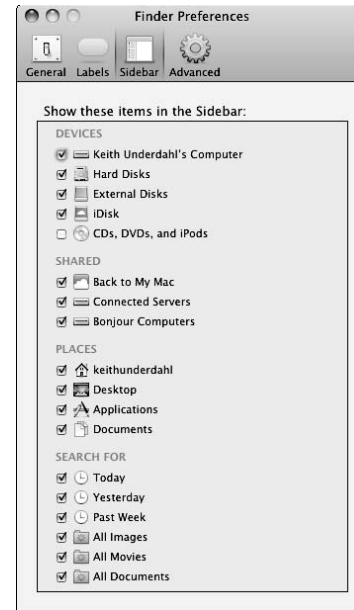 Finder Preferences
General Labels Sidebar Advanced
Show these items in the Sidebar:
DEVICES
Keith Underdahl's Computer
Hard Disks
External Disks
iDisk
CDs, DVDs, and iPods
SHARED
Back to My Mac
Connected Servers
Bonjour Computers
PLACES
keithunderdahl
Desktop
Applications
Documents
SEARCH FOR
Today
Yesterday
Past Week
All Images
All Movies
All Documents